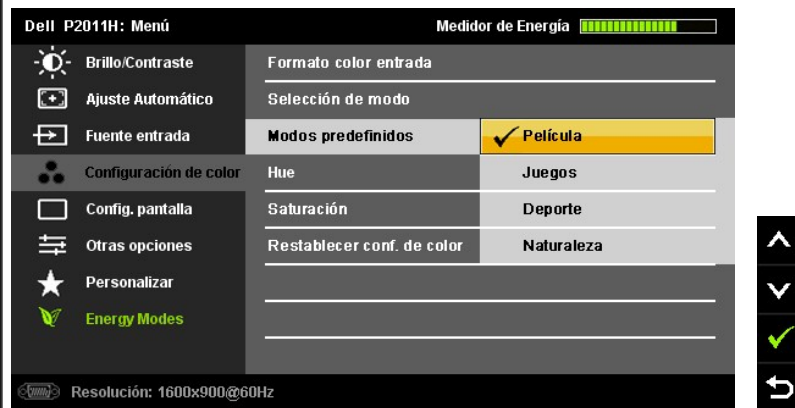 Dell P2011H: Menú
Medidor de Energía
Brillo/Contraste
Ajuste Automático
Fuente entrada
Configuración de color
Config. pantalla
Otras opciones
Personalizar
Energy Modes
Formato color entrada
Selección de modo
Modos predefinidos
Hue
Saturación
Restablecer conf. de color
Película
Juegos
Deporte
Naturaleza
Resolución: 1600x900@60Hz